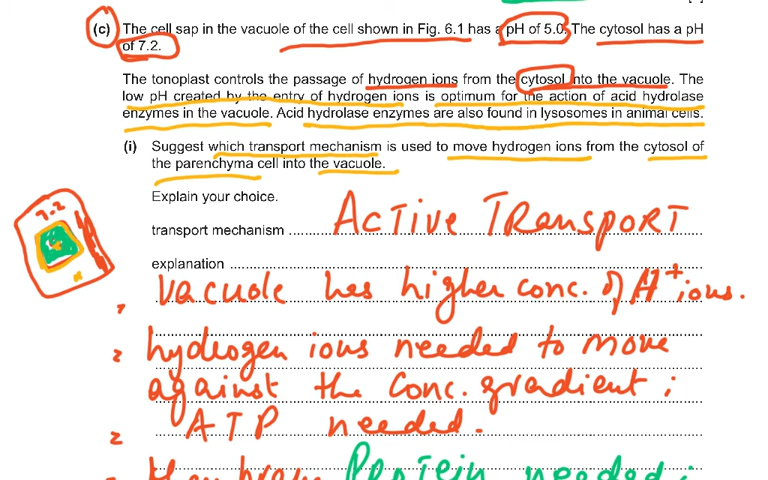 (c) The cell sap in the vacuole of the cell shown in Fig. 6.1 has a pH of 5.0. The cytosol has a pH
of 7.2.
The tonoplast controls the passage of hydrogen ions from the cytosol into the vacuole. The
low pH created by the entry of hydrogen ions is optimum for the action of acid hydrolase
enzymes in the vacuole. Acid hydrolase enzymes are also found in lysosomes in animal cells.
(i) Suggest which transport mechanism is used to move hydrogen ions from the cytosol of
the parenchyma cell into the vacuole.
Explain your choice.
transport mechanism ACTIVE TRANSPORT
explanation
7.2
Vacuole has higher conc. of H+ ions.
2 hydrogen ions needed to move
against the conc. gradient ;
2 ATP needed.
Protein needed ;